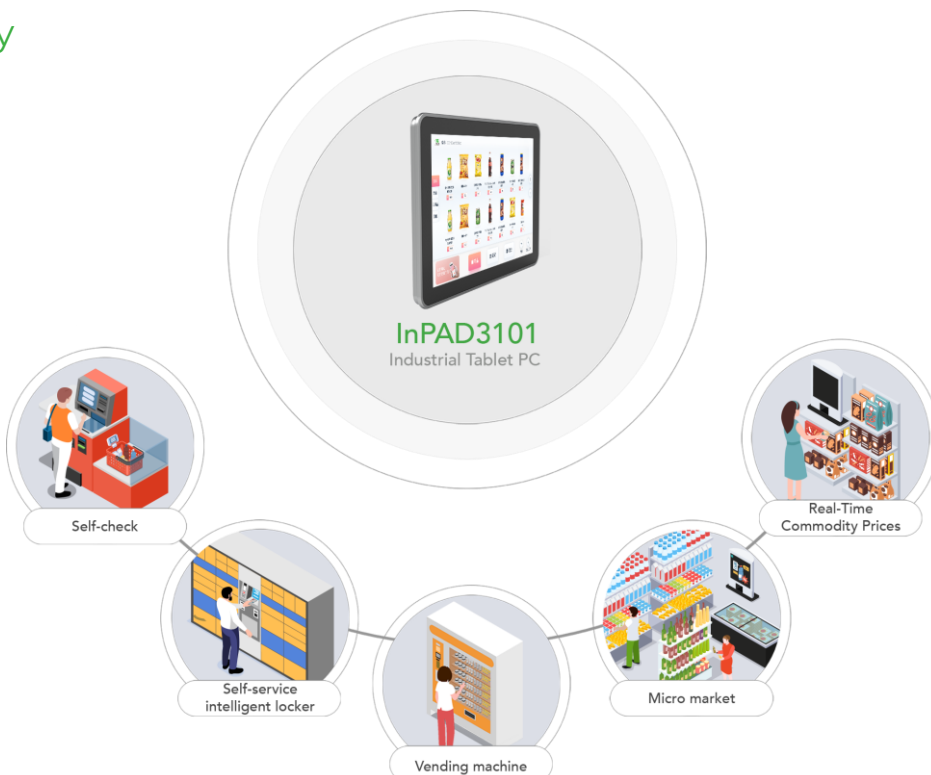 y
InPAD3101
Industrial Tablet PC
Self-check
Real-Time
Commodity Prices
Self-service
intelligent locker
Micro market
Vending machine